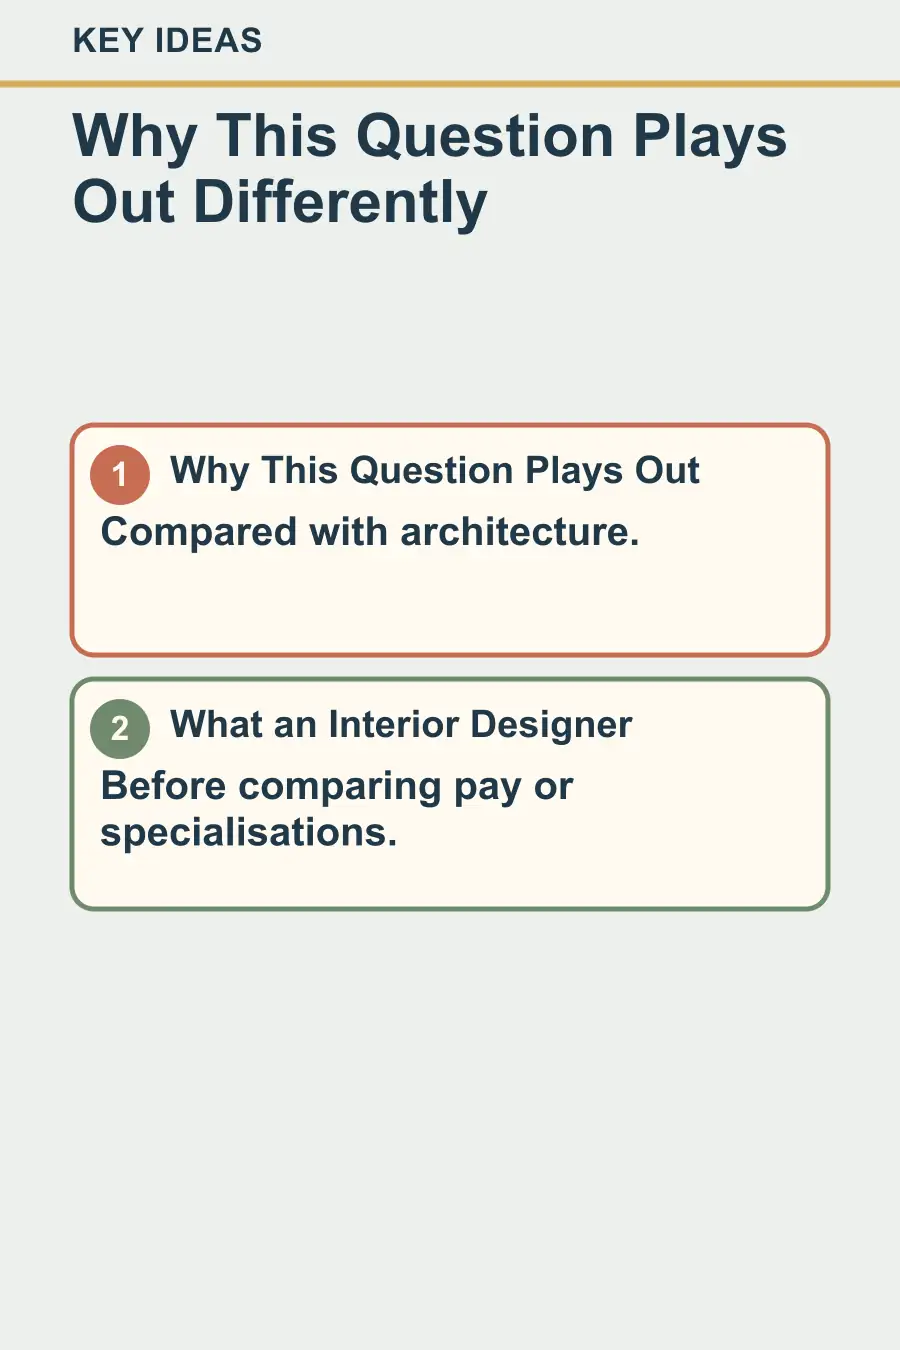 KEY IDEAS
Why This Question Plays
Out Differently
1 Why This Question Plays Out
Compared with architecture.
2 What an Interior Designer
Before comparing pay or
specialisations.